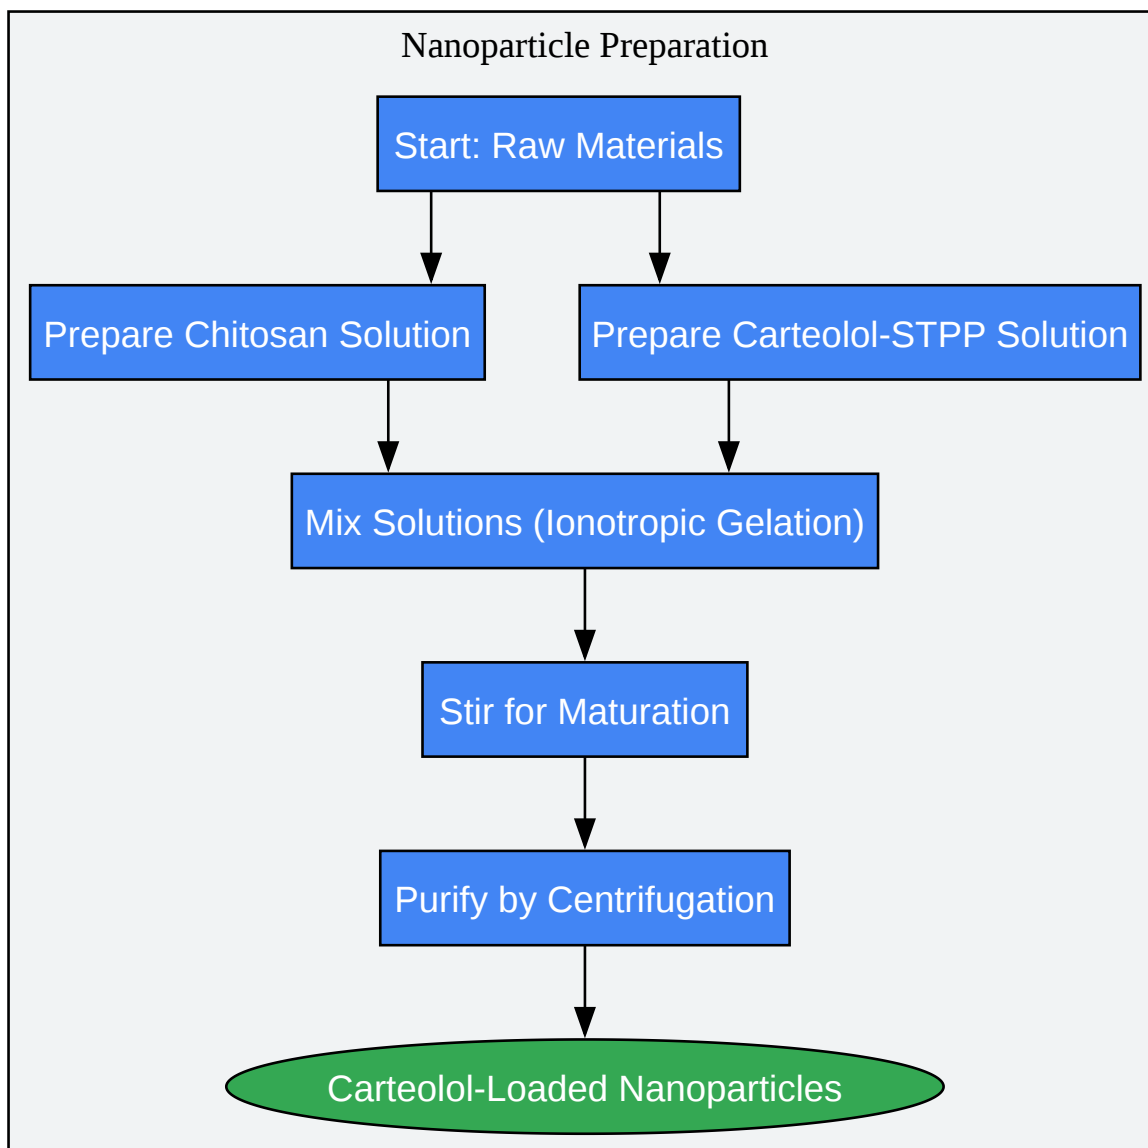 Nanoparticle Preparation
Start: Raw Materials
Prepare Chitosan Solution
Prepare Carteolol-STPP Solution
Mix Solutions (Ionotropic Gelation)
Stir for Maturation
Purify by Centrifugation
Carteolol-Loaded Nanoparticles